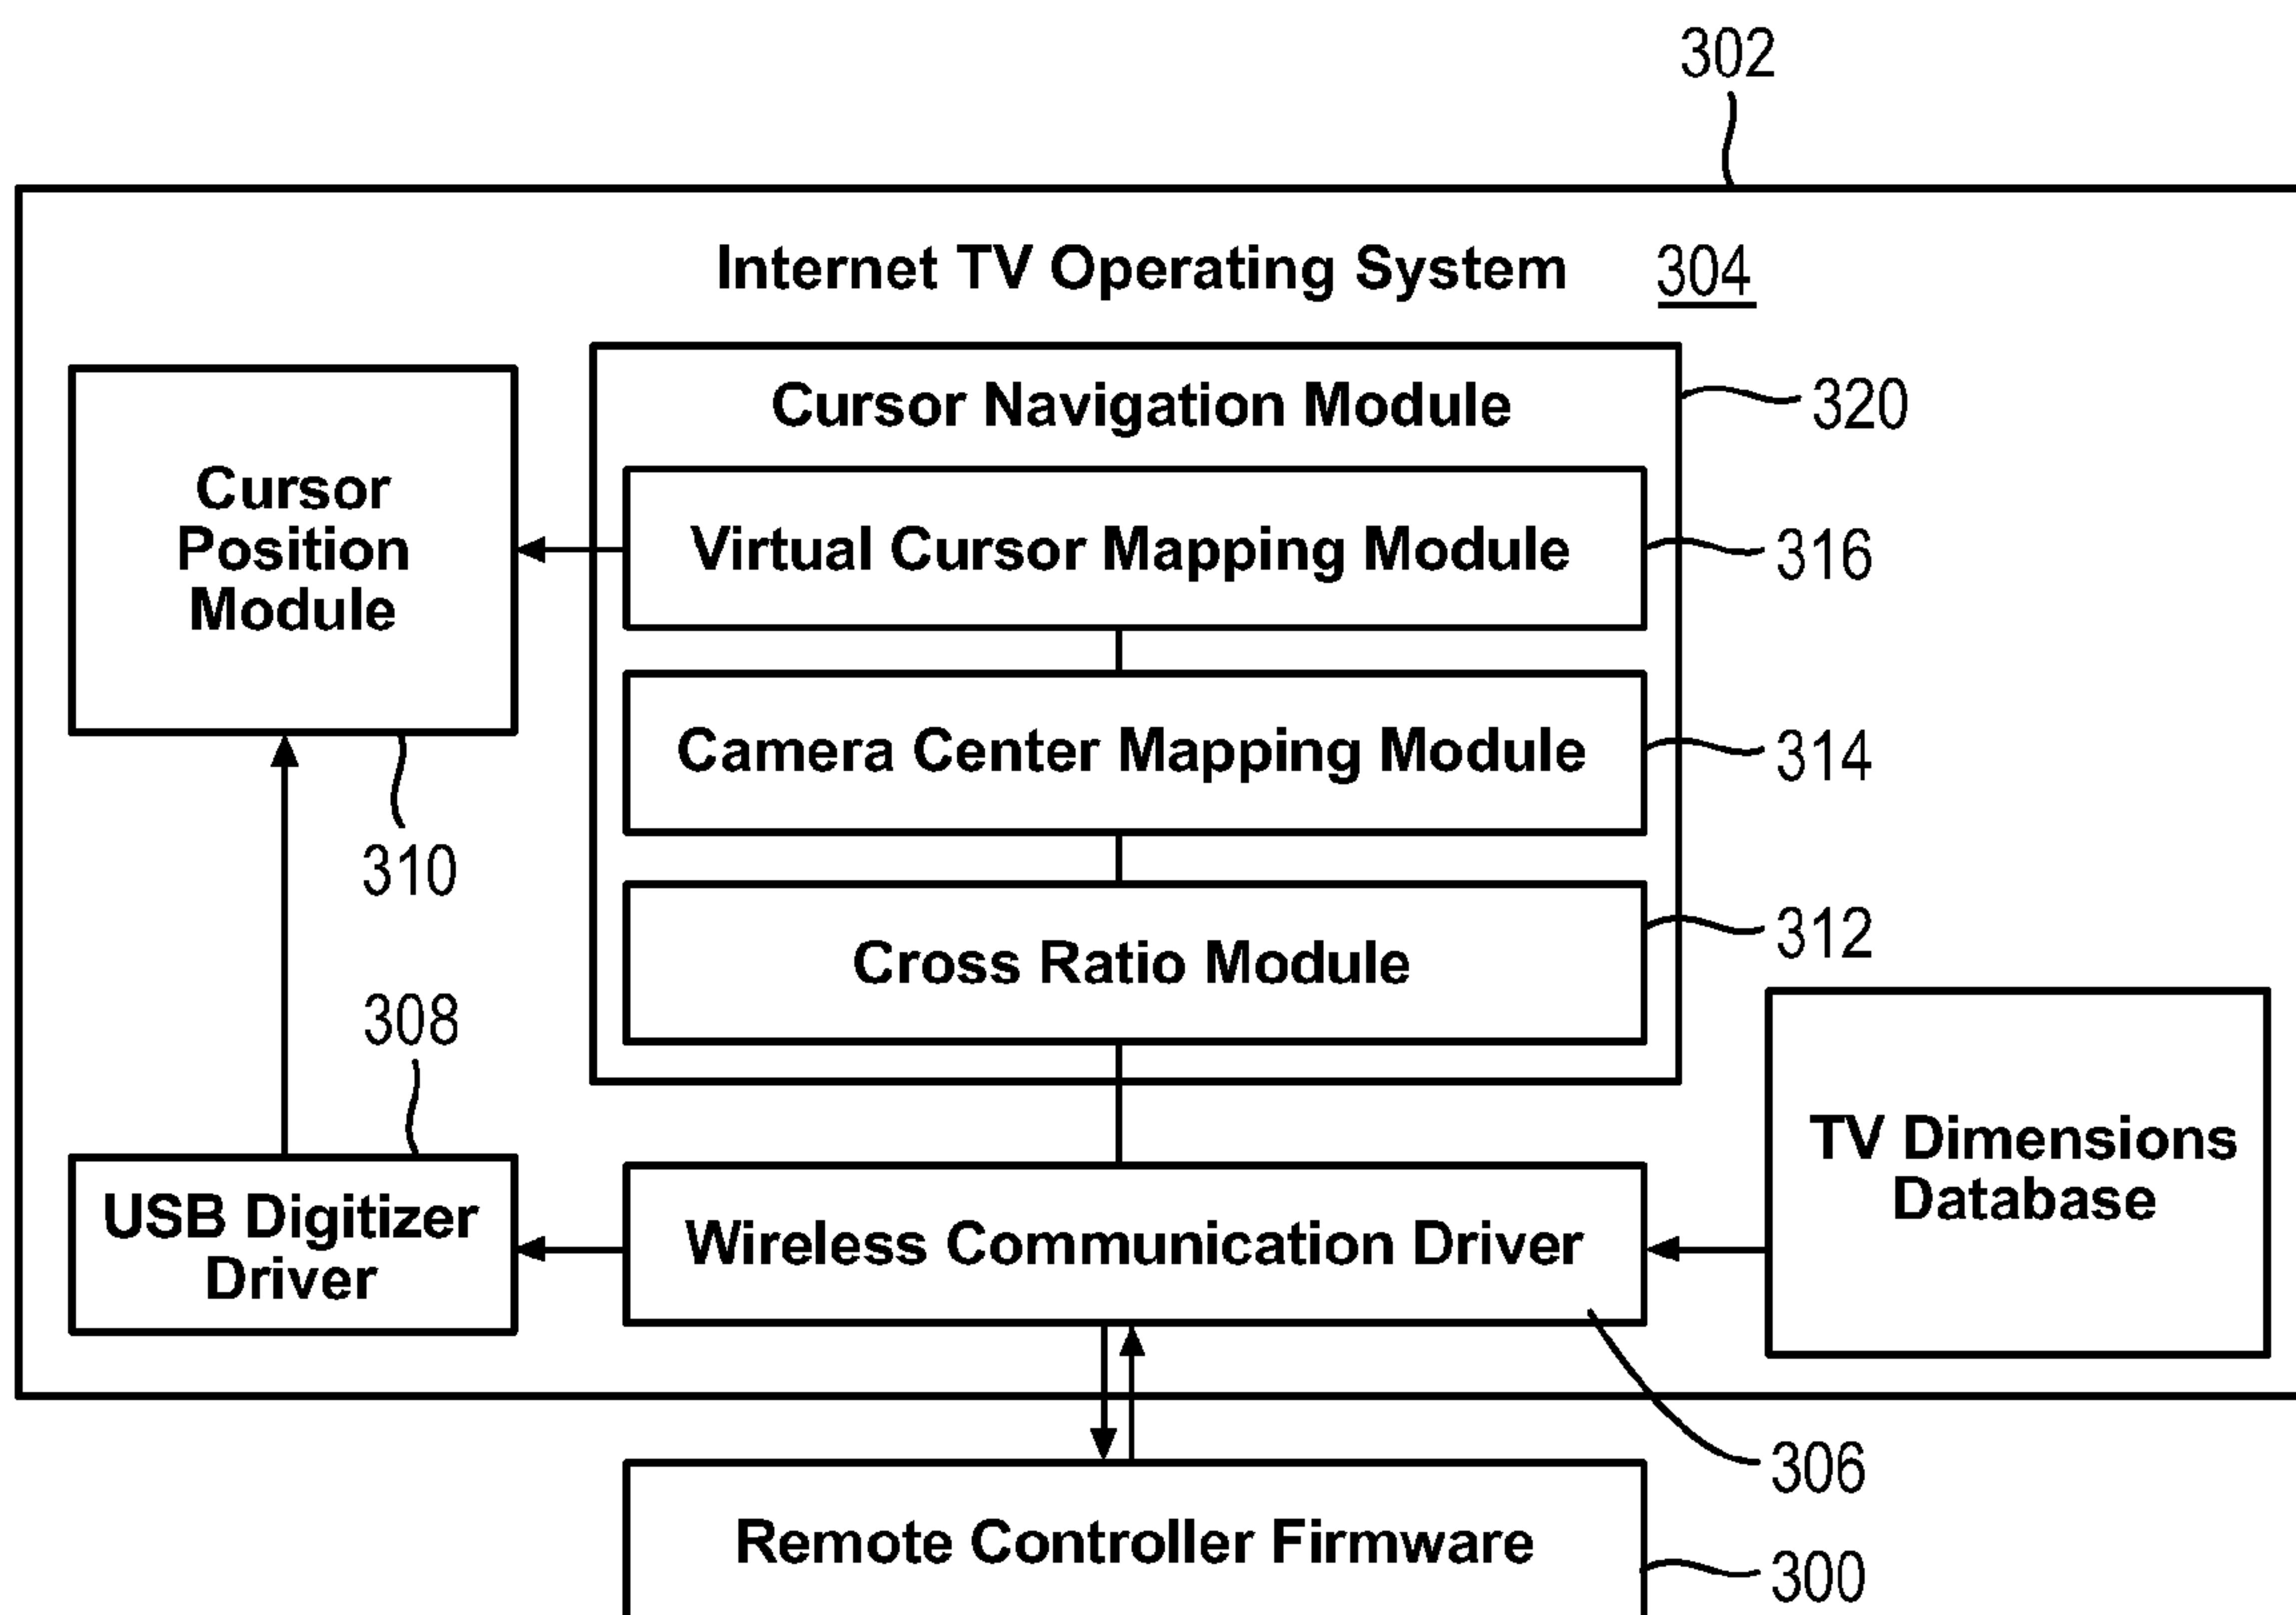 302
Internet TV Operating System 304
Cursor Navigation Module
320
Cursor
Position
Module
Virtual Cursor Mapping Module
316
Camera Center Mapping Module
314
310
Cross Ratio Module
312
308
TV Dimensions
Database
USB Digitizer
Driver
Wireless Communication Driver
306
Remote Controller Firmware
300